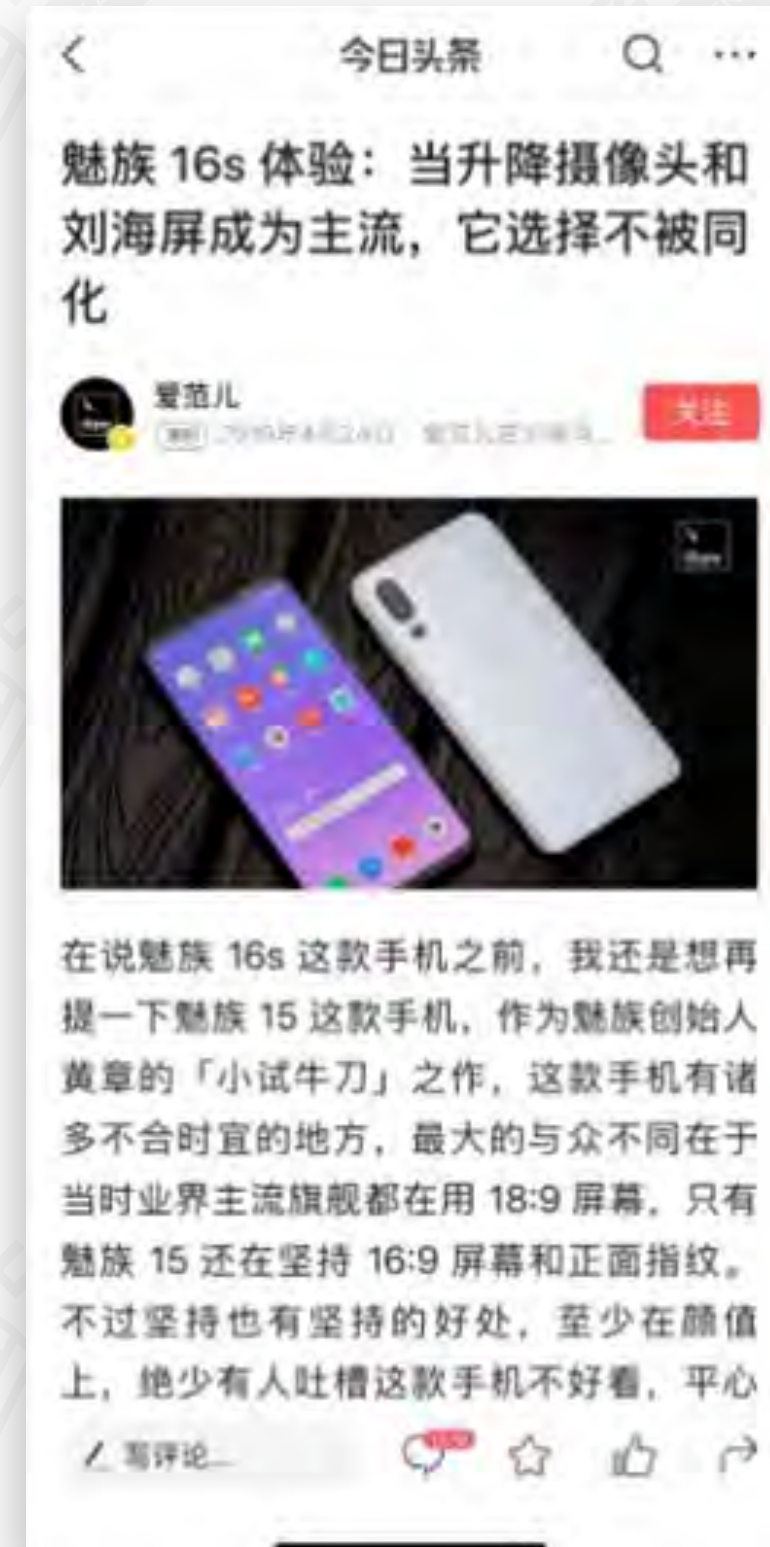 今日头条
魅族 16s 体验：当升降摄像头和
刘海屏成为主流，它选择不被同
化
爱范儿
关注
在说魅族 16s 这款手机之前，我还是想再
提一下魅族 15 这款手机，作为魅族创始人
黄章的「小试牛刀」之作，这款手机有诸
多不合时宜的地方，最大的与众不同在于
当时业界主流旗舰都在用 18:9 屏幕，只有
魅族 15 还在坚持 16:9 屏幕和正面指纹。
不过坚持也有坚持的好处，至少在颜值
上，绝少有人吐槽这款手机不好看，平心
写评论...